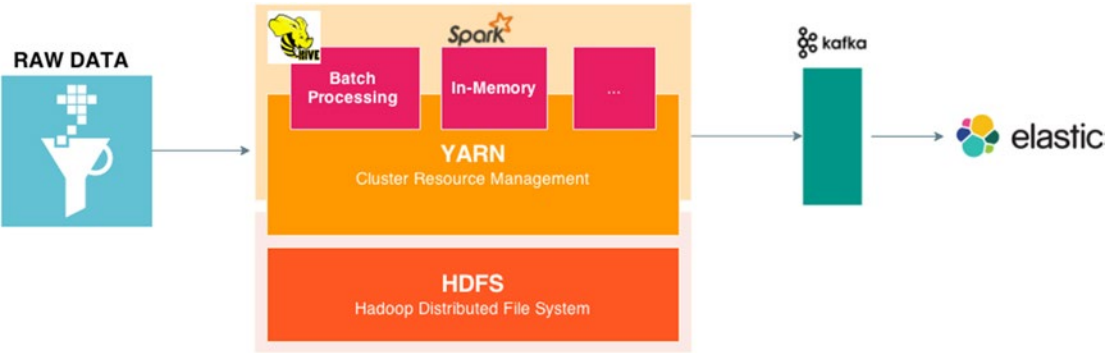 RAW DATA
HIVE
Batch
Processing
Spark
In-Memory
...
YARN
Cluster Resource Management
HDFS
Hadoop Distributed File System
kafka
elastic